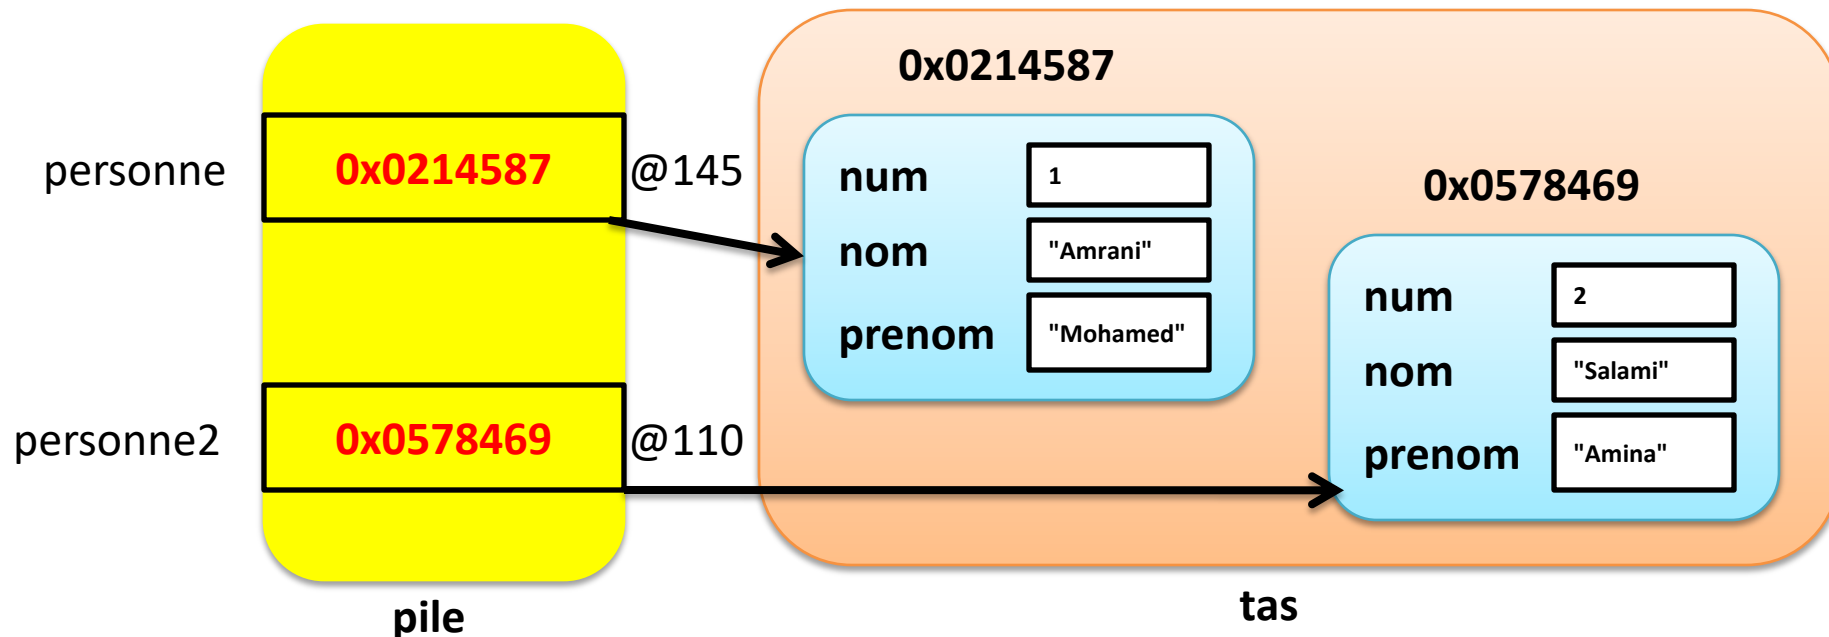 personne
0x0214587
@145
personne2
0x0578469
@110
pile
0x0214587
num
1
nom
"Amrani"
prenom
"Mohamed"
0x0578469
num
2
nom
"Salami"
prenom
"Amina"
tas